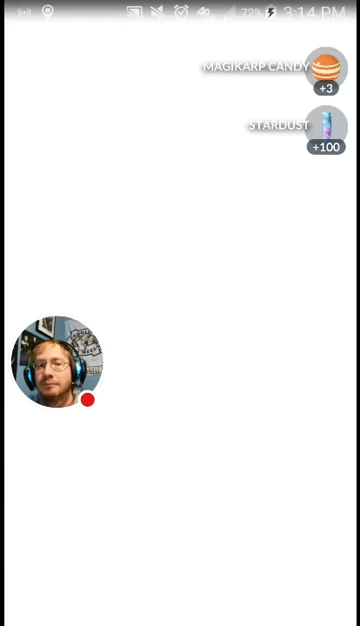 72% 3:14 PM
MAGIKARP CANDY
+3
STARDUST
+100